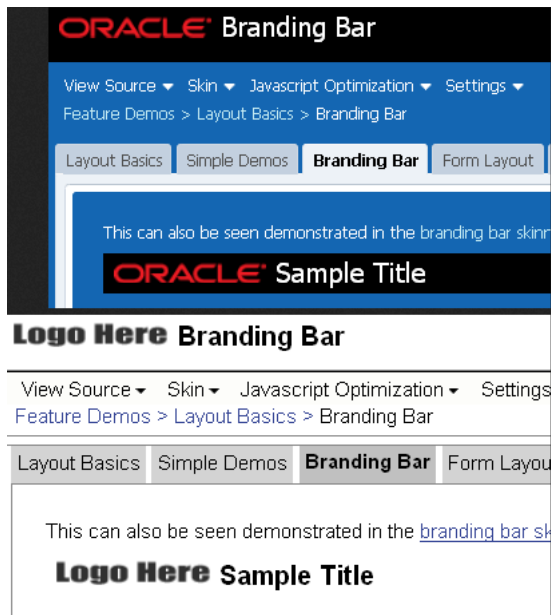 ORACLE Branding Bar
View Source Skin Javascript Optimization Settings
Feature Demos > Layout Basics > Branding Bar
Layout Basics Simple Demos Branding Bar Form Layout
This can also be seen demonstrated in the branding bar skinn
ORACLE Sample Title
Logo Here Branding Bar
View Source Skin Javascript Optimization Settings
Feature Demos > Layout Basics > Branding Bar
Layout Basics Simple Demos Branding Bar Form Layou
This can also be seen demonstrated in the branding bar sk
Logo Here Sample Title